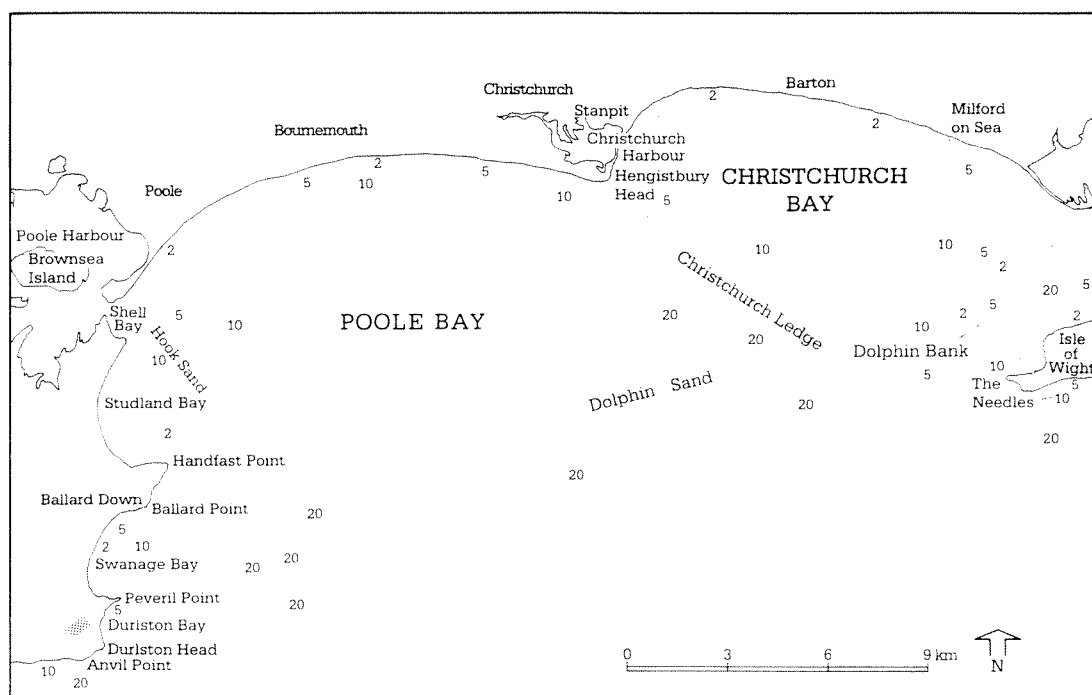 Christchurch
Stanpit
Christchurch
Harbour
Hengistbury
Head
Barton
2
Milford
on Sea
2
Bournemouth
2
5
10
5
10
5
5
CHRISTCHURCH
BAY
Poole
Poole Harbour
Brownsea
Island
2
Shell
Bay
5
10
Hook Sand
10
POOLE BAY
Christchurch Ledge
10
20
20
Dolphin Sand
10
5
2
5
2
20
5
2
10
Dolphin Bank
5
10
Isle
of
Wight
The
Needles
5
10
20
20
Studland Bay
2
Handfast Point
20
Ballard Down
Ballard Point
20
5
2
10
Swanage Bay
20
20
Peveril Point
5
20
Duriston Bay
Durlston Head
Anvil Point
10
20
0
3
6
9 km
N